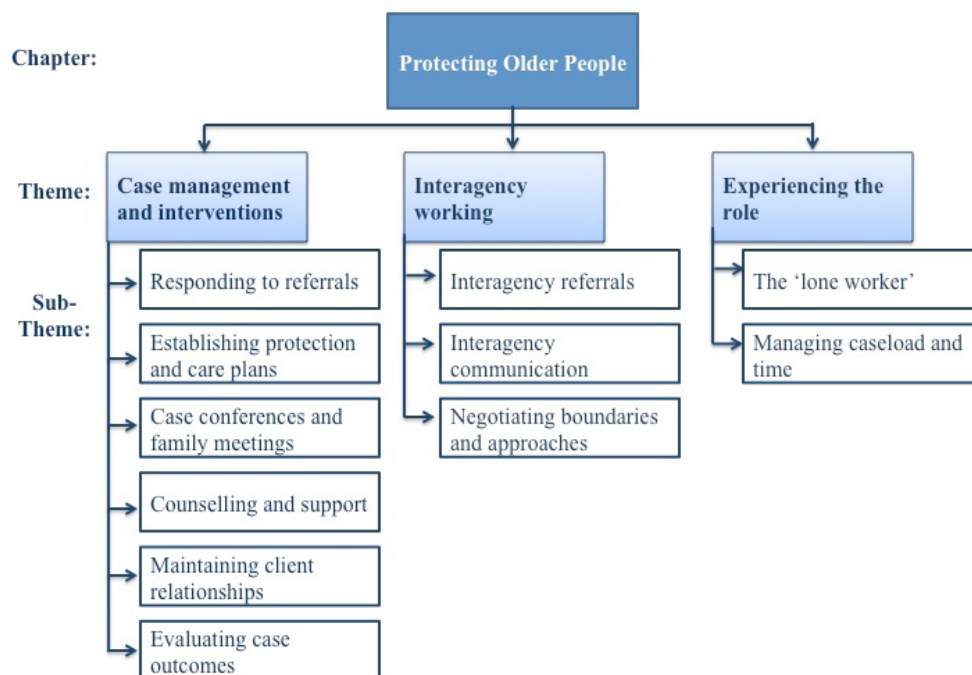 Chapter:
Protecting Older People
Theme:
Case management
and interventions
Interagency
working
Experiencing the
role
Sub-
Theme:
Responding to referrals
Establishing protection
and care plans
Case conferences and
family meetings
Counselling and support
Maintaining client
relationships
Evaluating case
outcomes
Interagency referrals
Interagency
communication
Negotiating boundaries
and approaches
The ‘lone worker’
Managing caseload and
time